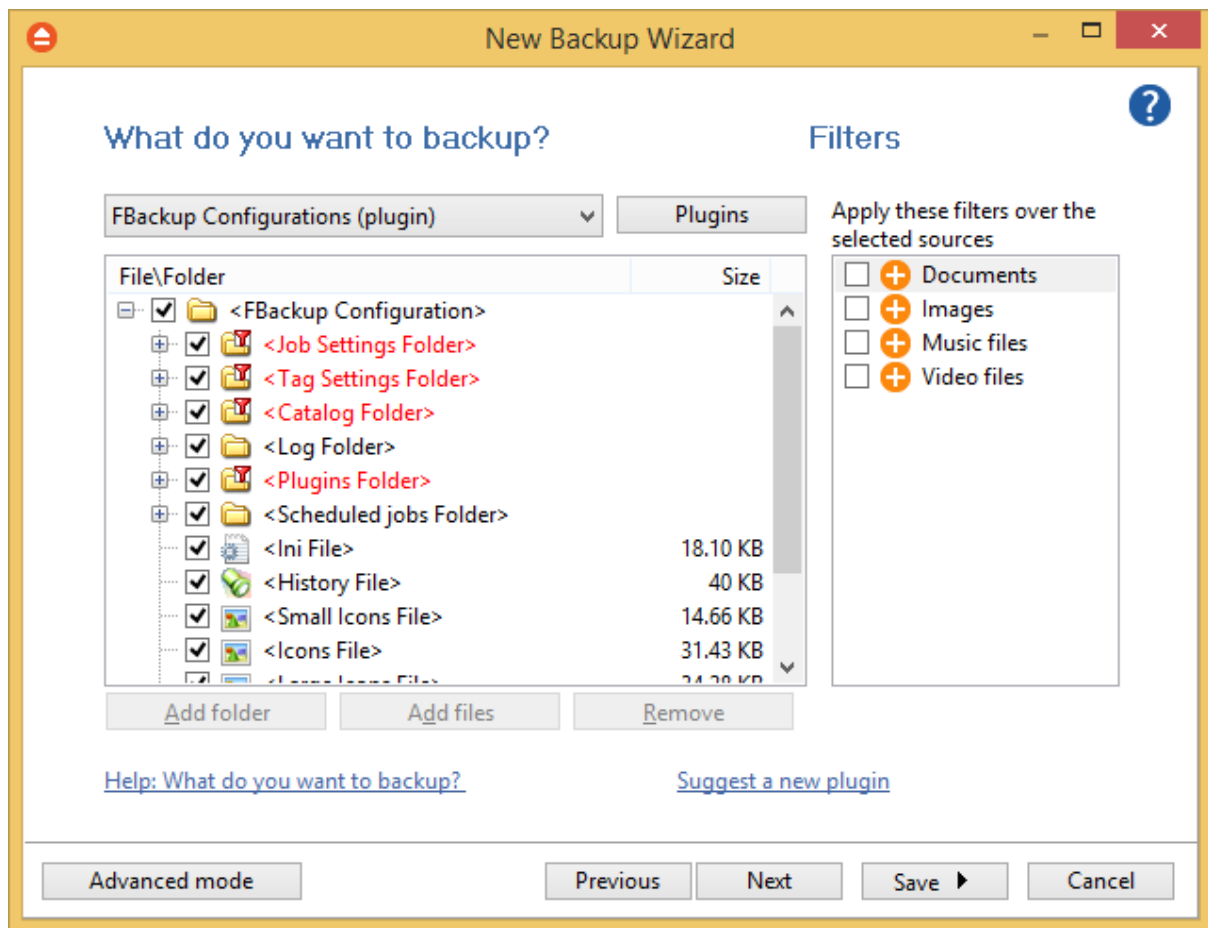 New Backup Wizard
?
What do you want to backup?
Filters
FBackup Configurations (plugin)
Plugins
Apply these filters over the
selected sources
File\Folder Size
<FBackup Configuration>
<Job Settings Folder>
<Tag Settings Folder>
<Catalog Folder>
<Log Folder>
<Plugins Folder>
<Scheduled jobs Folder>
<Ini File> 18.10 KB
<History File> 40 KB
<Small Icons File> 14.66 KB
<Icons File> 31.43 KB
<Large Icons File>
Documents
Images
Music files
Video files
Add folder Add files Remove
Help: What do you want to backup?
Suggest a new plugin
Advanced mode Previous Next Save Cancel